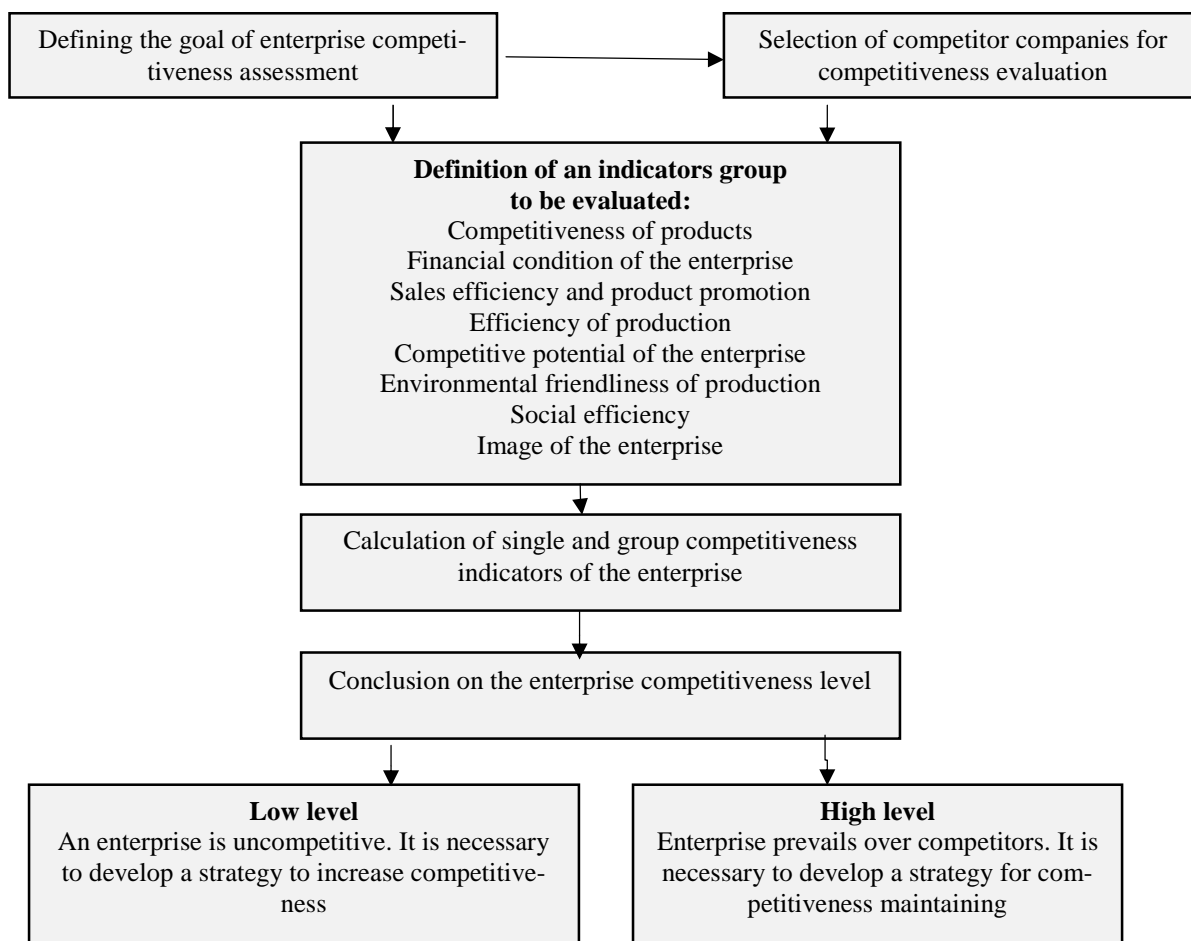 Defining the goal of enterprise competi-
tiveness assessment
Selection of competitor companies for
competitiveness evaluation
Definition of an indicators group
to be evaluated:
Competitiveness of products
Financial condition of the enterprise
Sales efficiency and product promotion
Efficiency of production
Competitive potential of the enterprise
Environmental friendliness of production
Social efficiency
Image of the enterprise
Calculation of single and group competitiveness
indicators of the enterprise
Conclusion on the enterprise competitiveness level
Low level
An enterprise is uncompetitive. It is necessary
to develop a strategy to increase competitive-
ness
High level
Enterprise prevails over competitors. It is
necessary to develop a strategy for com-
petitiveness maintaining